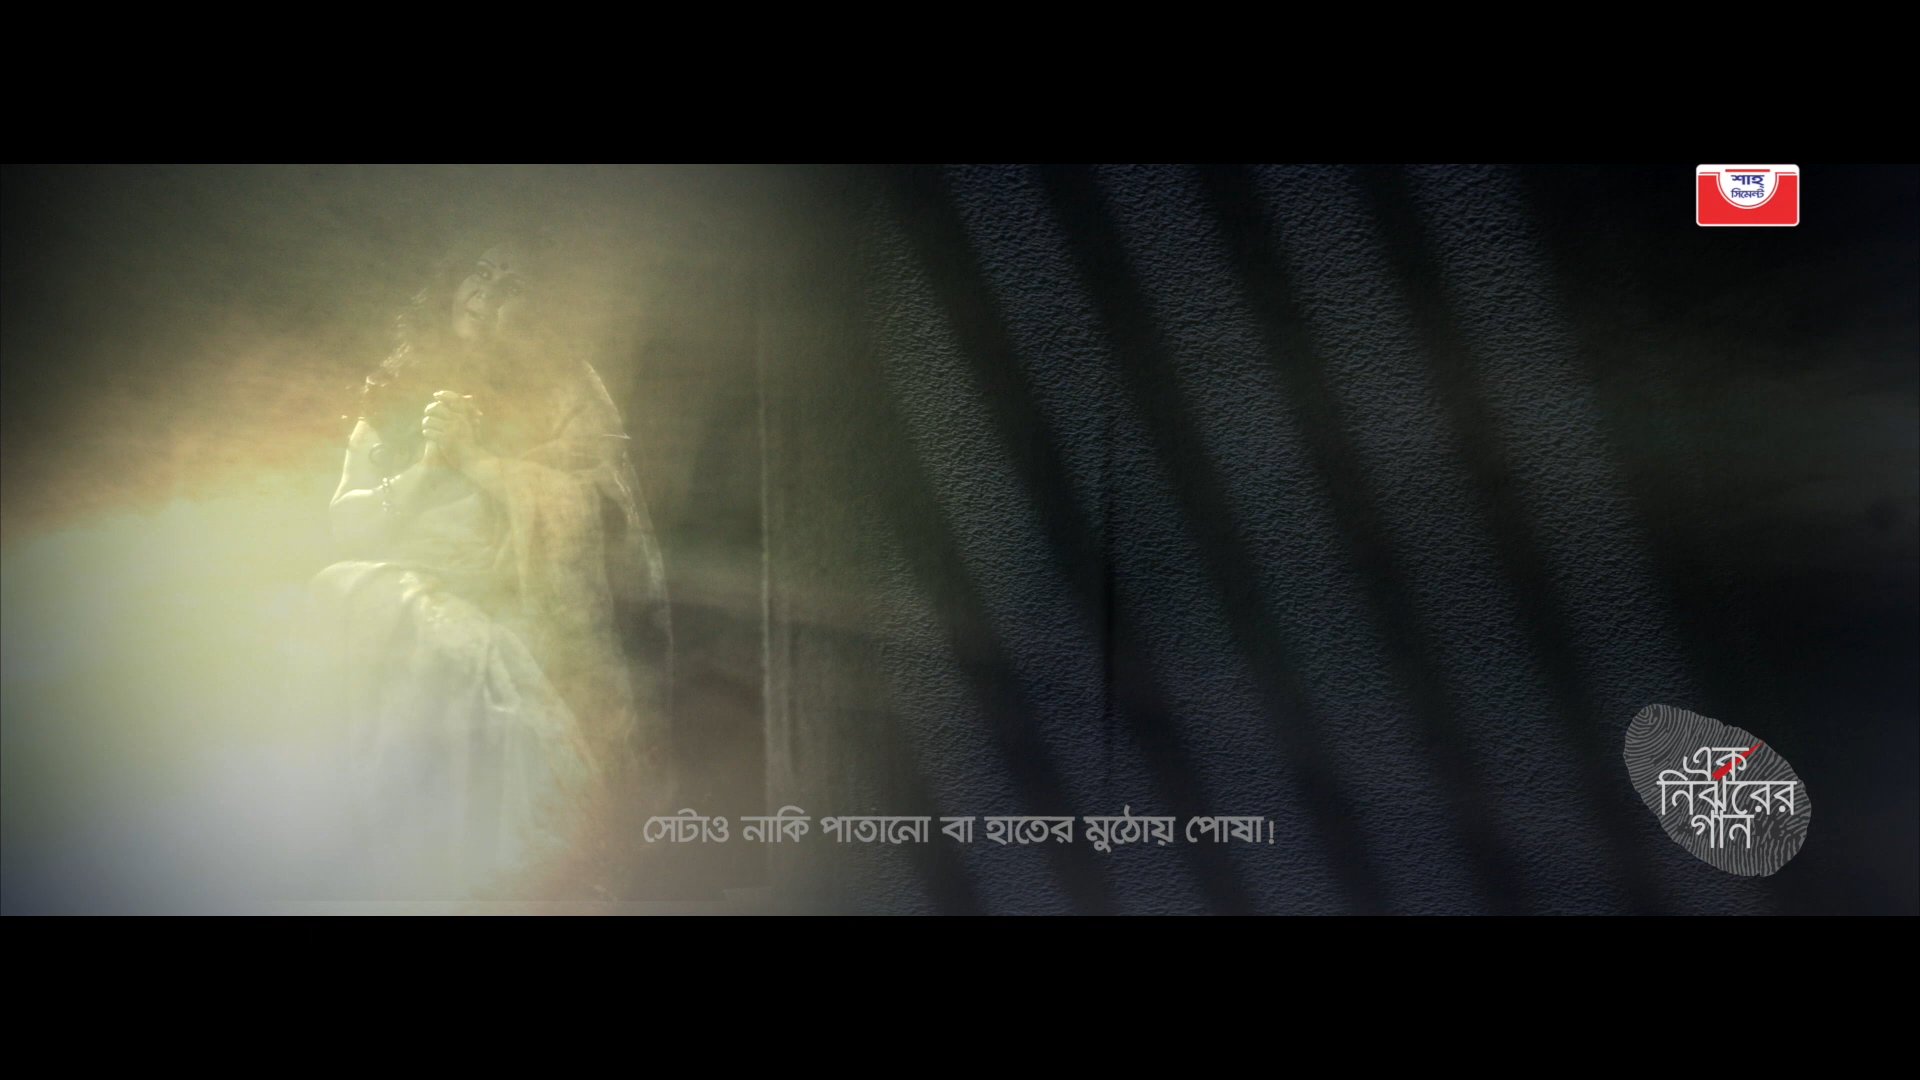 শাহ্
সিমেন্ট
সেটাও নাকি পাতানো বা হাতের মুঠোয় পোষা!
এক
নির্ঝরের
গান